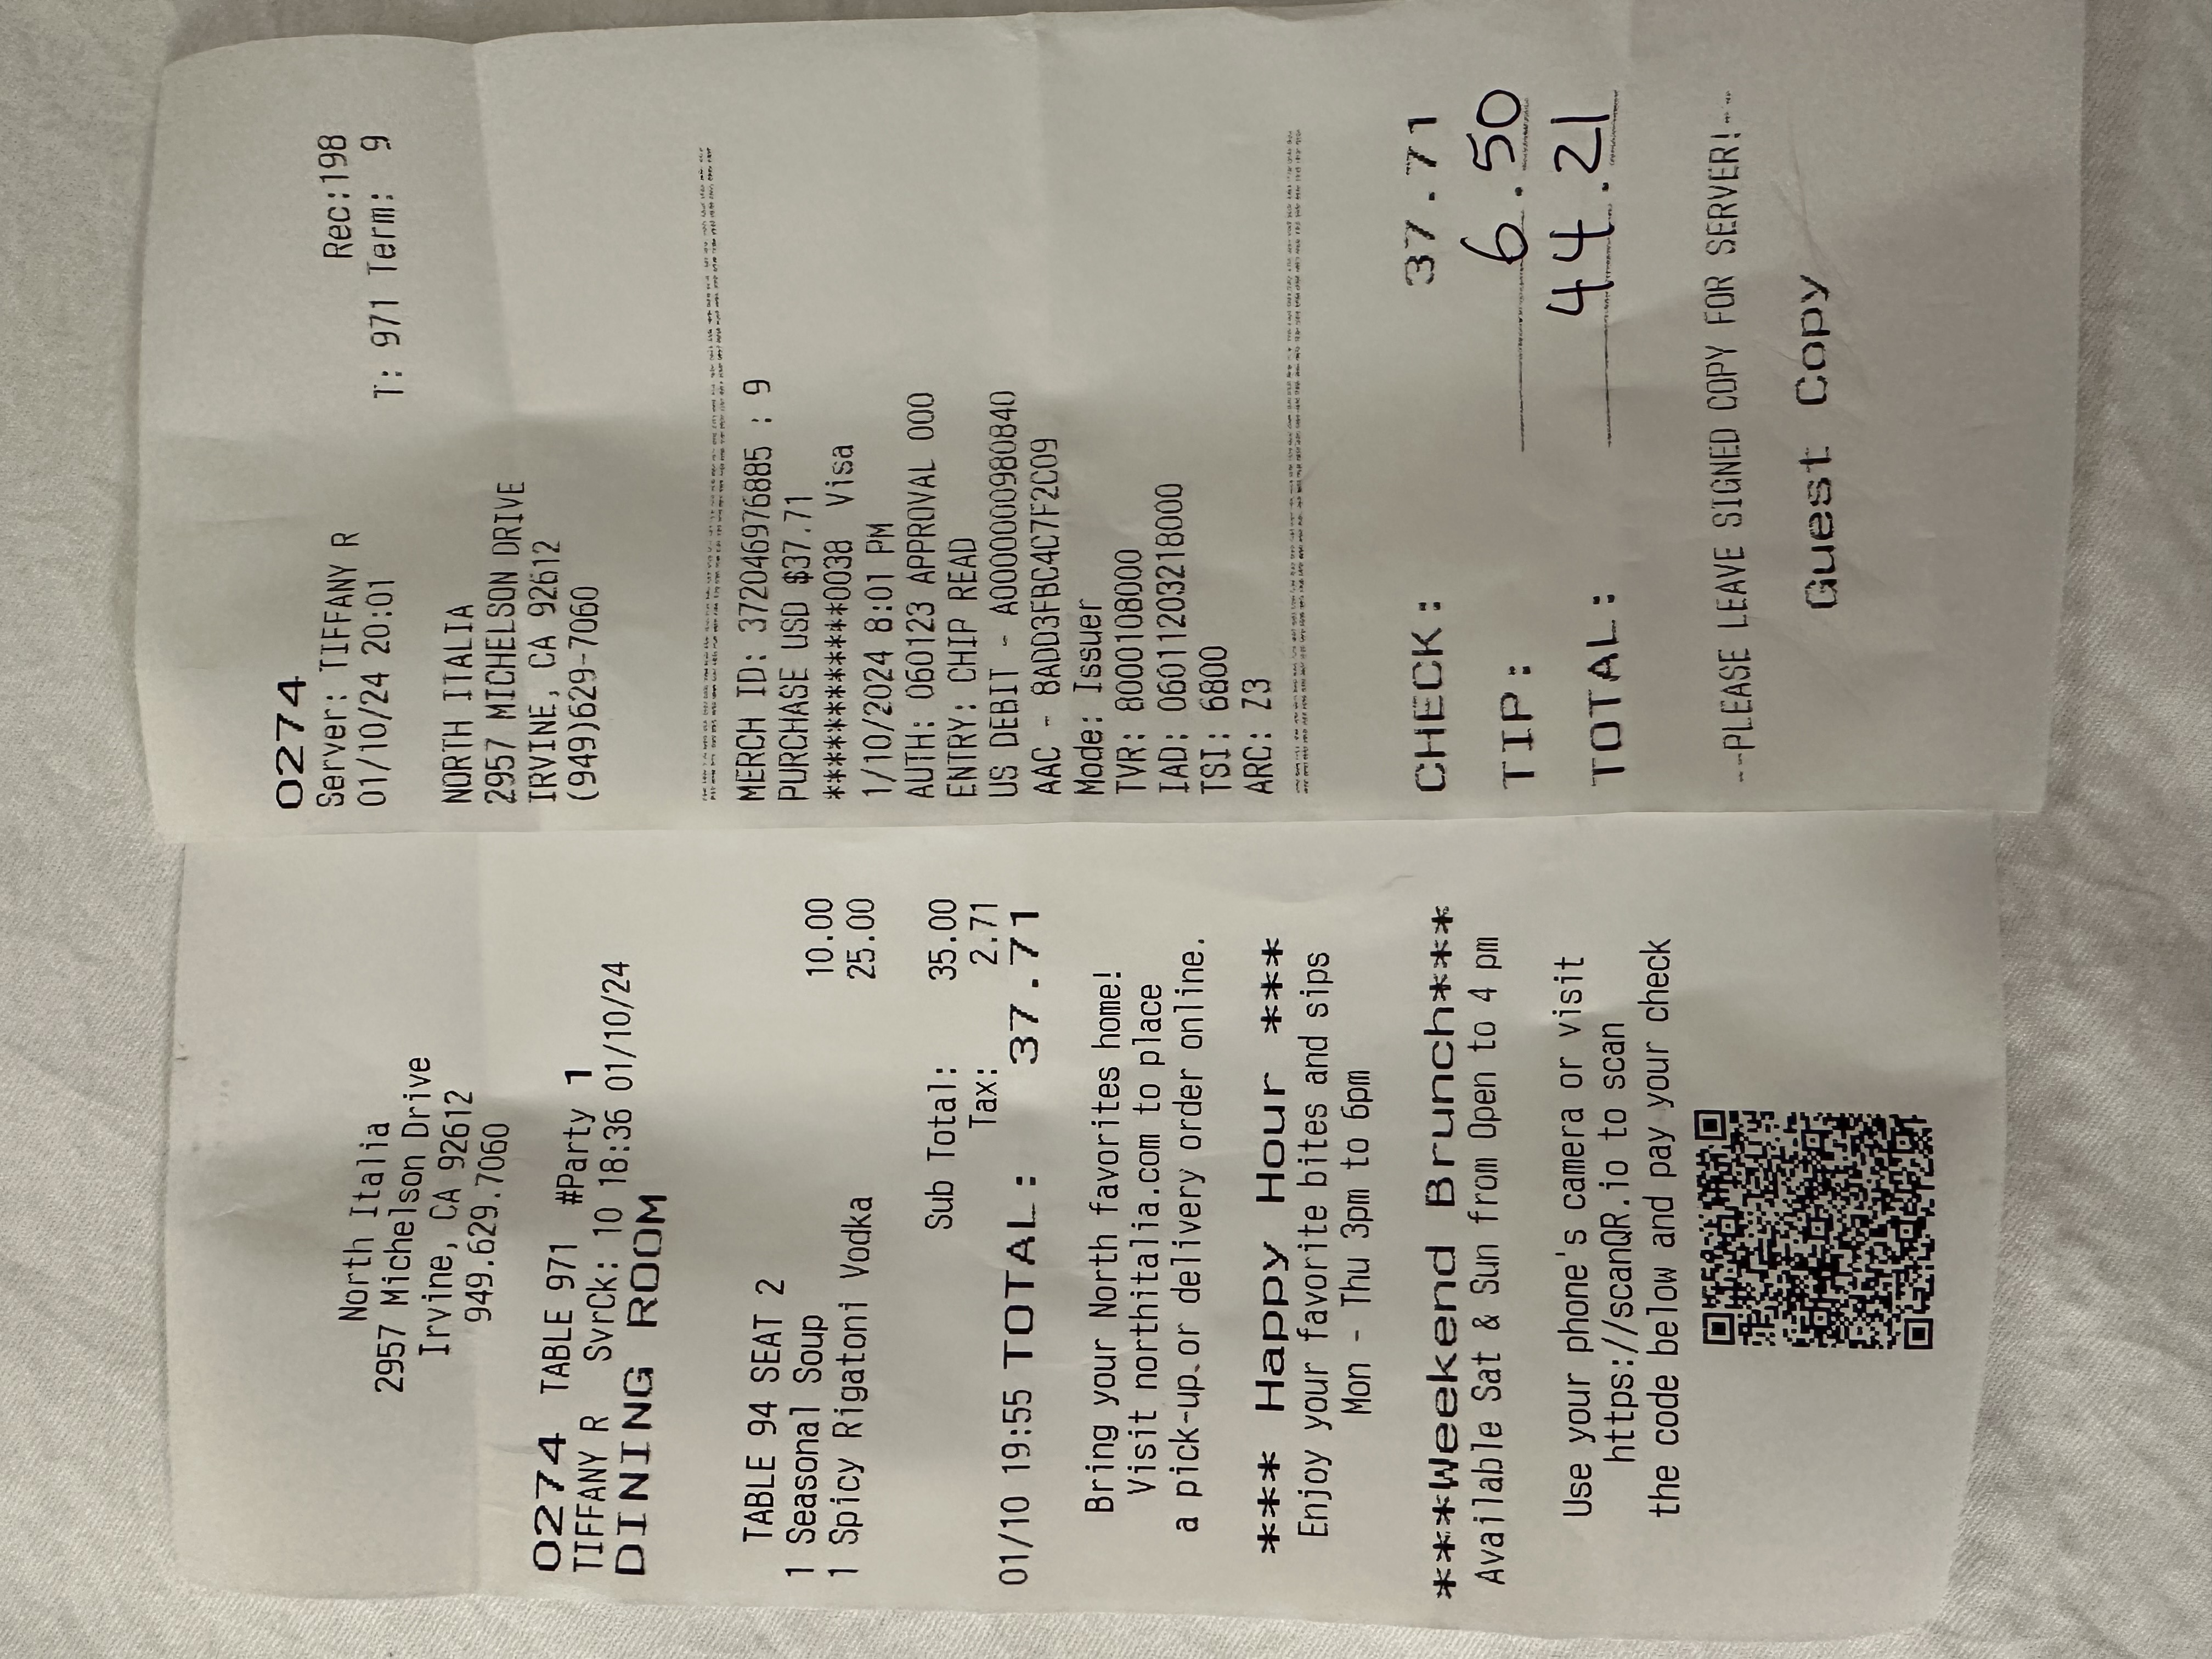 North Italia
2957 Michelson Drive
Irvine, CA 92612
949.629.7060
0274 TABLE 971 #Party 1
TIFFANY R SvrCk: 10 18:36 01/10/24
DINING ROOM
TABLE 94 SEAT 2
1 Seasonal Soup 10.00
1 Spicy Rigatoni Vodka 25.00
Sub Total: 35.00
Tax: 2.71
01/10 19:55 TOTAL: 37.71
Bring your North favorites home!
Visit northitalia.com to place
a pick-up or delivery order online.
*** Happy Hour ***
Enjoy your favorite bites and sips
Mon - Thu 3pm to 6pm
***Weekend Brunch***
Available Sat & Sun from Open to 4 pm
Use your phone's camera or visit
https://scanQR.io to scan
the code below and pay your check
0274
Server: TIFFANY R Rec:198
01/10/24 20:01 T: 971 Term: 9
NORTH ITALIA
2957 MICHELSON DRIVE
IRVINE, CA 92612
(949)629-7060
MERCH ID: 372046976885 : 9
PURCHASE USD $37.71
************0038 Visa
1/10/2024 8:01 PM
AUTH: 060123 APPROVAL 000
ENTRY: CHIP READ
US DEBIT - A0000000980840
AAC - 8ADD3FBC4C7F2C09
Mode: Issuer
TVR: 8000108000
IAD: 06011203218000
TSI: 6800
ARC: Z3
CHECK: 37.71
TIP: 6.50
TOTAL: 44.21
--PLEASE LEAVE SIGNED COPY FOR SERVER!--
Guest Copy